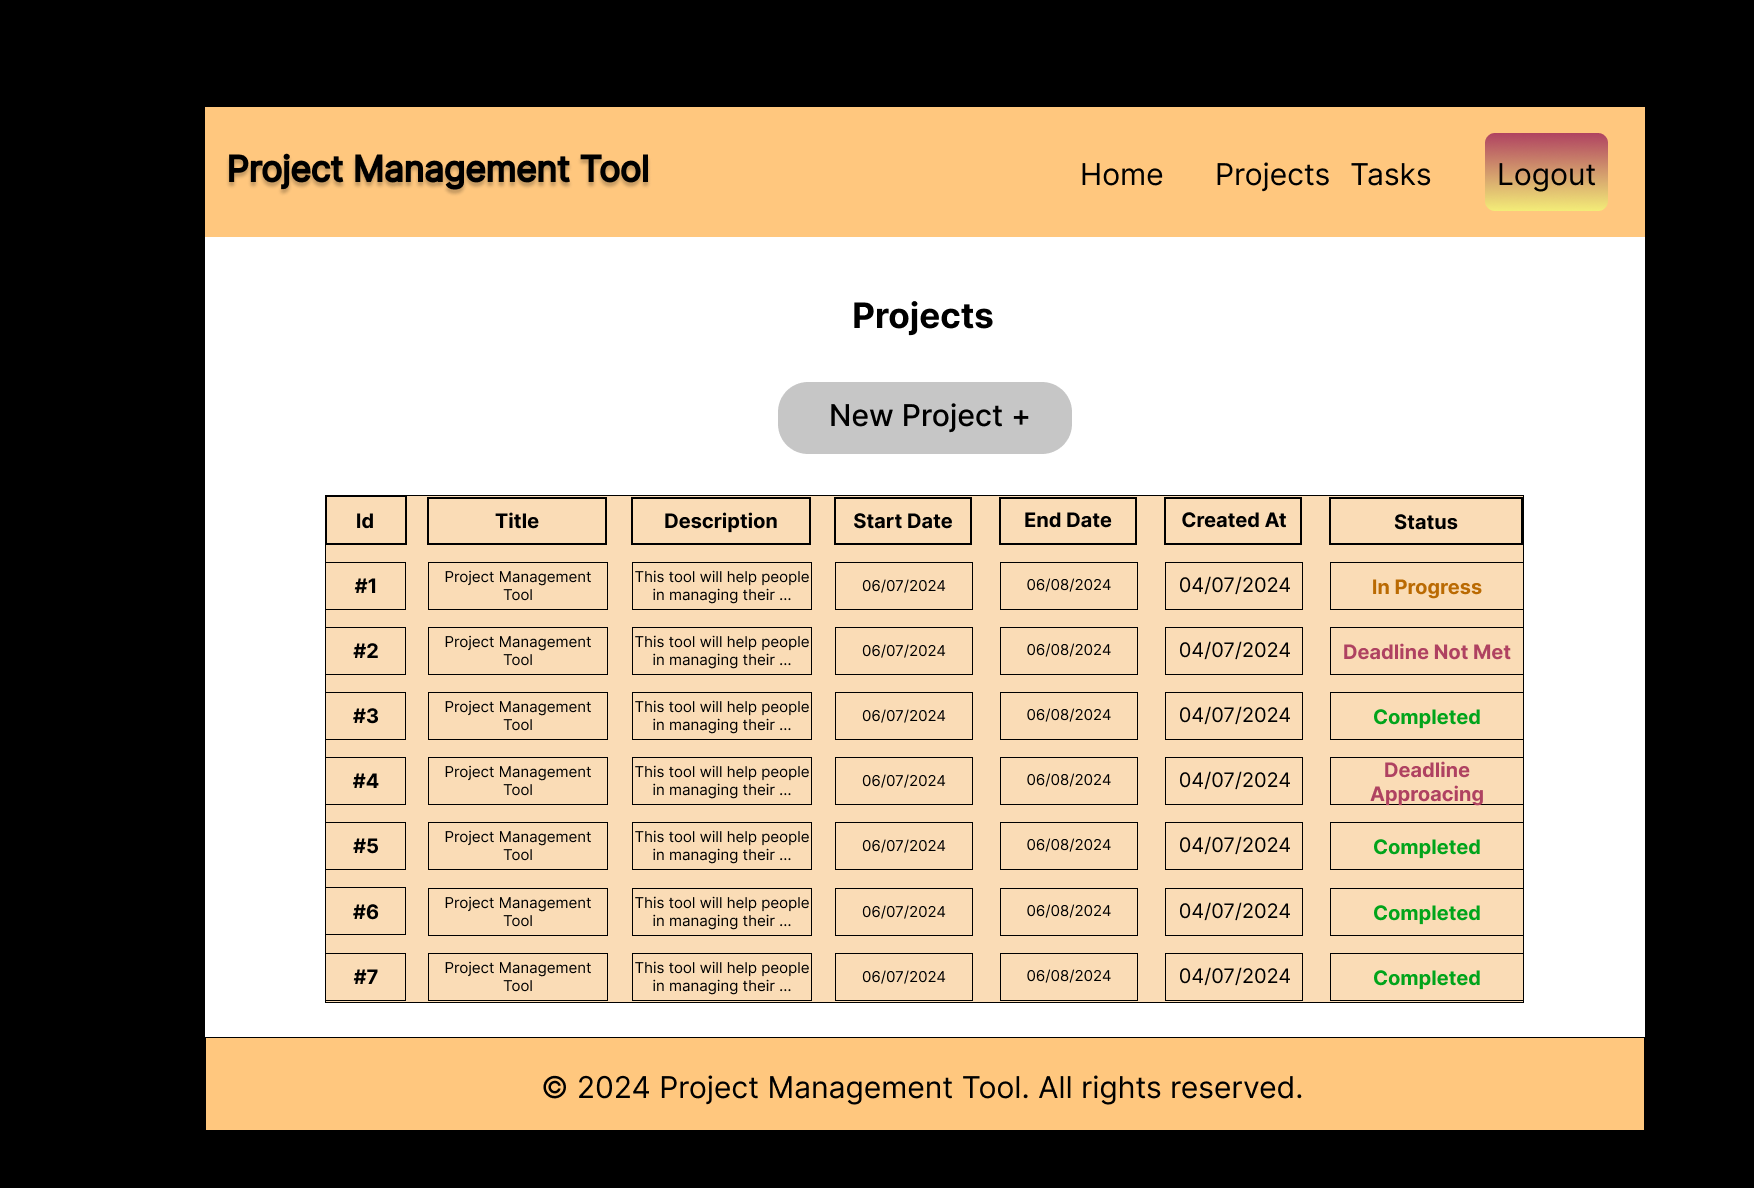 Project Management Tool
Home Projects Tasks Logout
Projects
New Project +
Id Title Description Start Date End Date Created At Status
#1 Project Management Tool This tool will help people in managing their ... 06/07/2024 06/08/2024 04/07/2024 In Progress
#2 Project Management Tool This tool will help people in managing their ... 06/07/2024 06/08/2024 04/07/2024 Deadline Not Met
#3 Project Management Tool This tool will help people in managing their ... 06/07/2024 06/08/2024 04/07/2024 Completed
#4 Project Management Tool This tool will help people in managing their ... 06/07/2024 06/08/2024 04/07/2024 Deadline Approacing
#5 Project Management Tool This tool will help people in managing their ... 06/07/2024 06/08/2024 04/07/2024 Completed
#6 Project Management Tool This tool will help people in managing their ... 06/07/2024 06/08/2024 04/07/2024 Completed
#7 Project Management Tool This tool will help people in managing their ... 06/07/2024 06/08/2024 04/07/2024 Completed
© 2024 Project Management Tool. All rights reserved.